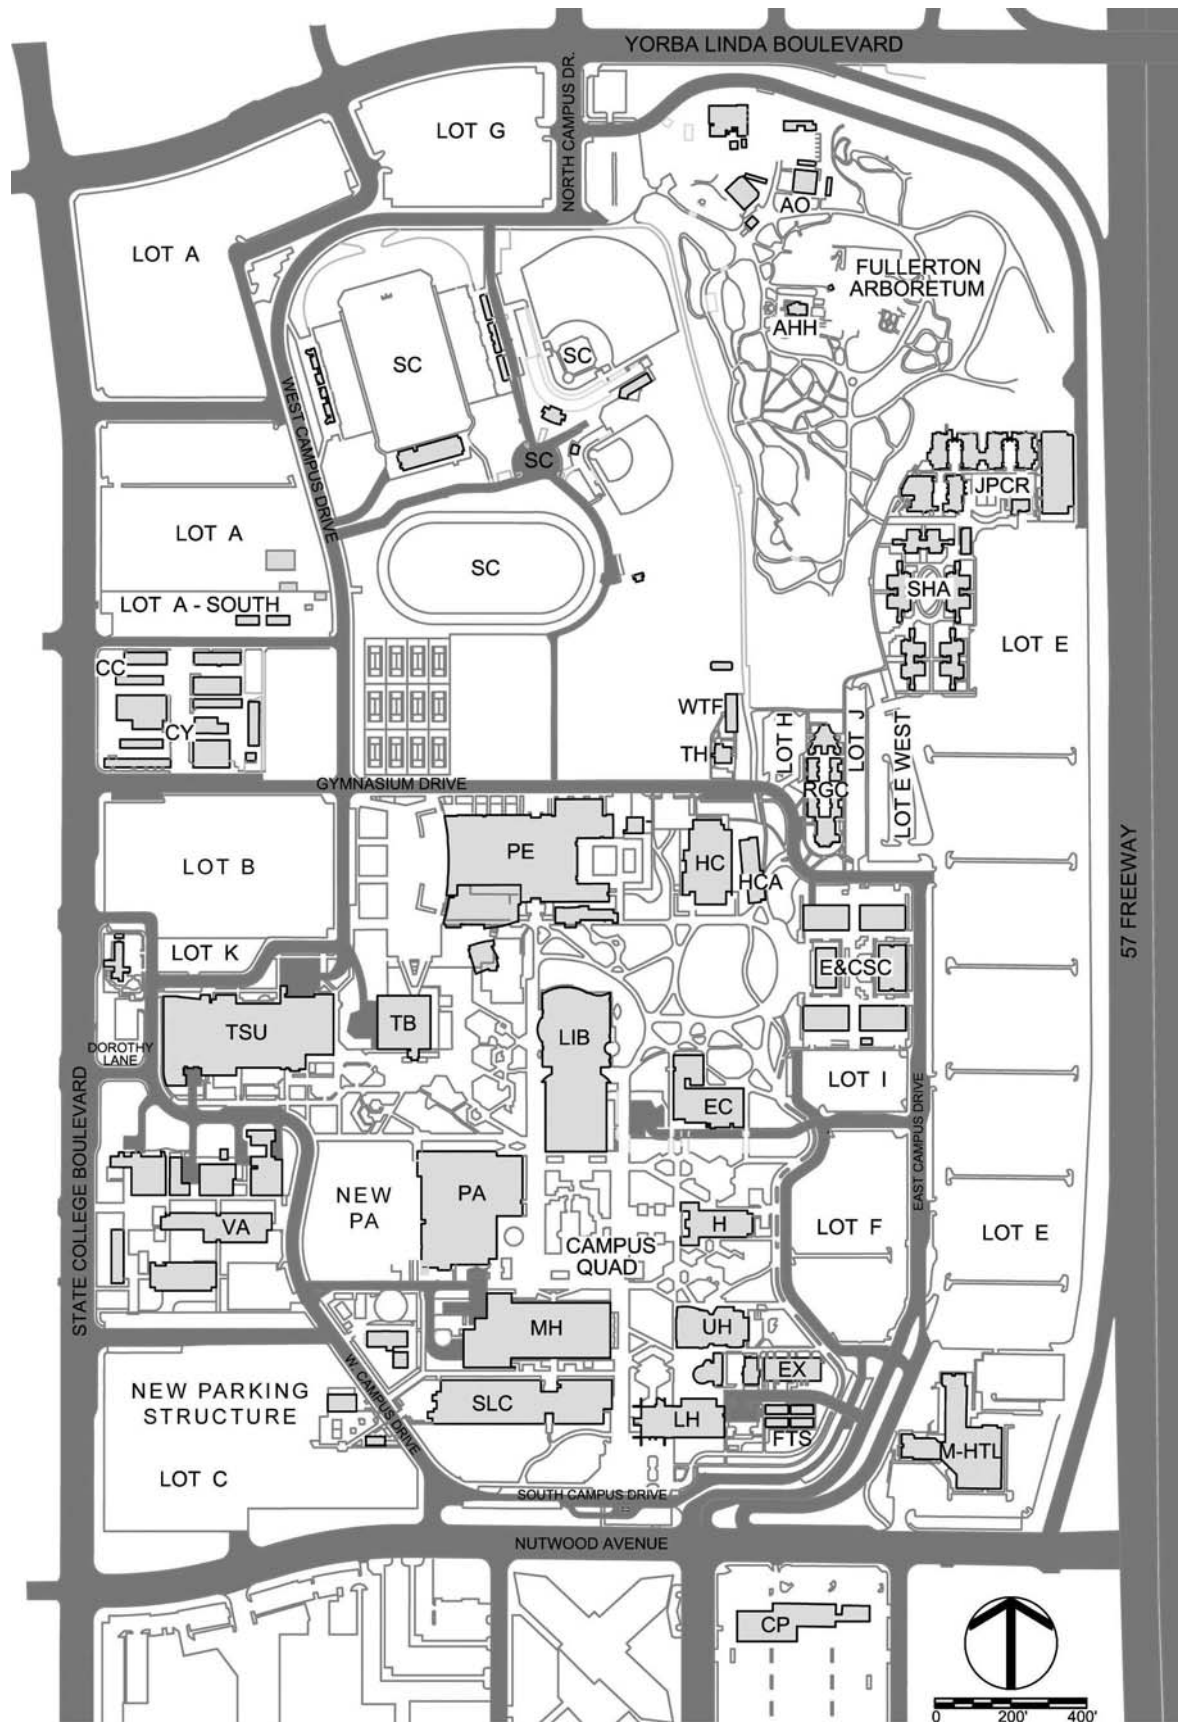 YORBA LINDA BOULEVARD
NORTH CAMPUS DR.
LOT G
AO
LOT A
FULLERTON
ARBORETUM
AHH
SC
SC
WEST CAMPUS DRIVE
SC
JPCR
LOT A
SC
SHA
LOT A - SOUTH
LOT E
CC
WTF
CY
TH
LOT H
LOT J
LOT E WEST
GYMNASIUM DRIVE
RGC
57 FREEWAY
PE
HC
LOT B
HCA
LOT K
E&CSC
TSU
TB
LIB
DOROTHY
LANE
LOT I
EC
EAST CAMPUS DRIVE
STATE COLLEGE BOULEVARD
NEW
PA
PA
VA
H
LOT F
LOT E
CAMPUS
QUAD
MH
UH
W. CAMPUS DRIVE
EX
NEW PARKING
STRUCTURE
SLC
LH
FTS
M-HTL
LOT C
SOUTH CAMPUS DRIVE
NUTWOOD AVENUE
CP
0 200' 400'